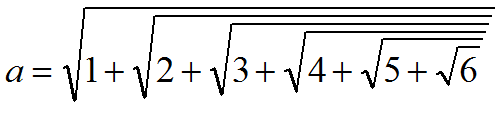 a = √(1 + √(2 + √(3 + √(4 + √(5 + √6)))))